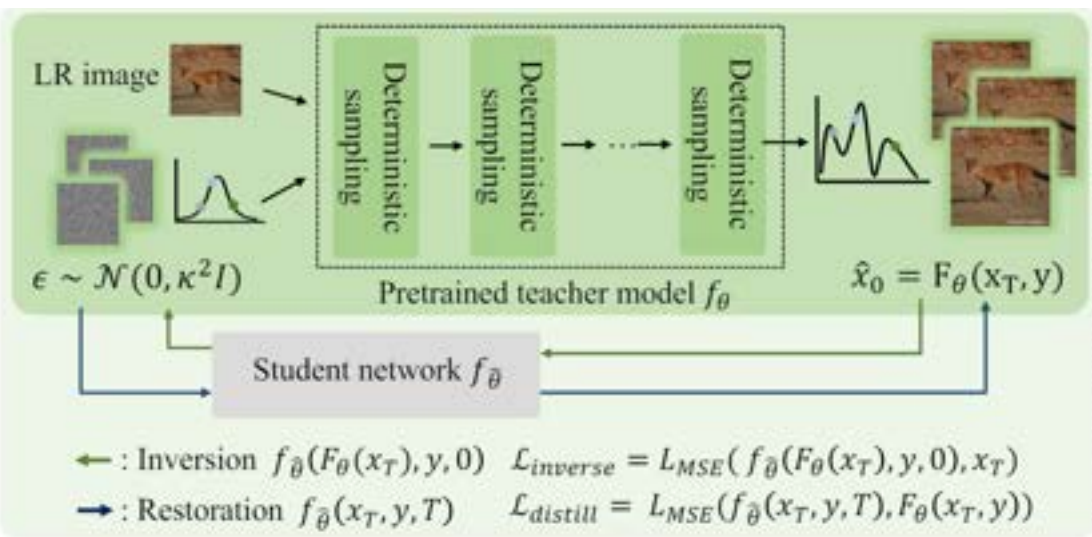 LR image
Deterministic sampling
Deterministic sampling
...
Deterministic sampling
ϵ ~ 𝒩(0, κ²I)
Pretrained teacher model f_θ
x̂₀ = F_θ(x_T, y)
Student network f_θ̂
: Inversion f_θ̂(F_θ(x_T), y, 0) ℒ_inverse = L_MSE(f_θ̂(F_θ(x_T), y, 0), x_T)
: Restoration f_θ̂(x_T, y, T) ℒ_distill = L_MSE(f_θ̂(x_T, y, T), F_θ(x_T, y))